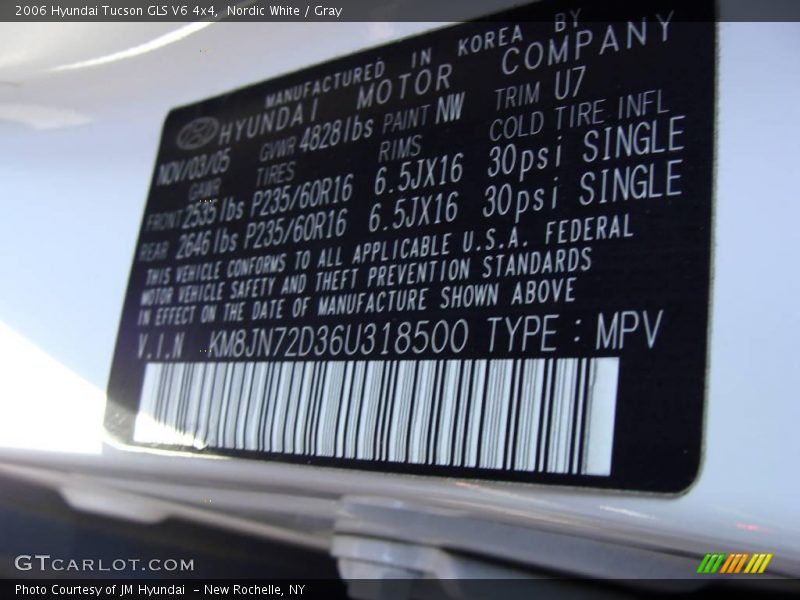 2006 Hyundai Tucson GLS V6 4x4, Nordic White / Gray
MANUFACTURED IN KOREA BY
HYUNDAI MOTOR COMPANY
NOV/03/05 GVWR 4828lbs PAINT NW TRIM U7
GAWR TIRES RIMS COLD TIRE INFL
FRONT 2535lbs P235/60R16 6.5JX16 30psi SINGLE
REAR 2646lbs P235/60R16 6.5JX16 30psi SINGLE
THIS VEHICLE CONFORMS TO ALL APPLICABLE U.S.A. FEDERAL
MOTOR VEHICLE SAFETY AND THEFT PREVENTION STANDARDS
IN EFFECT ON THE DATE OF MANUFACTURE SHOWN ABOVE
V.I.N KM8JN72D36U318500 TYPE : MPV
GTCARLOT.COM
Photo Courtesy of JM Hyundai - New Rochelle, NY